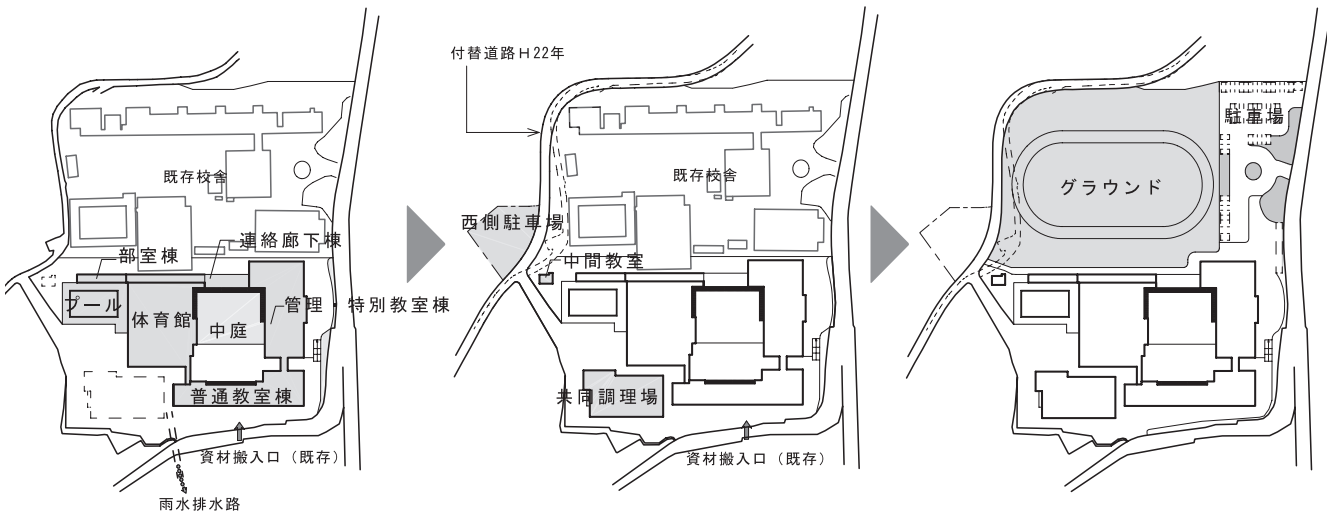 既存校舎
連絡廊下棟
部室棟
プール
体育館
中庭
管理・特別教室棟
普通教室棟
資材搬入口（既存）
雨水排水路
付替道路H22年
既存校舎
西側駐車場
中間教室
共同調理場
資材搬入口（既存）
駐車場
グラウンド